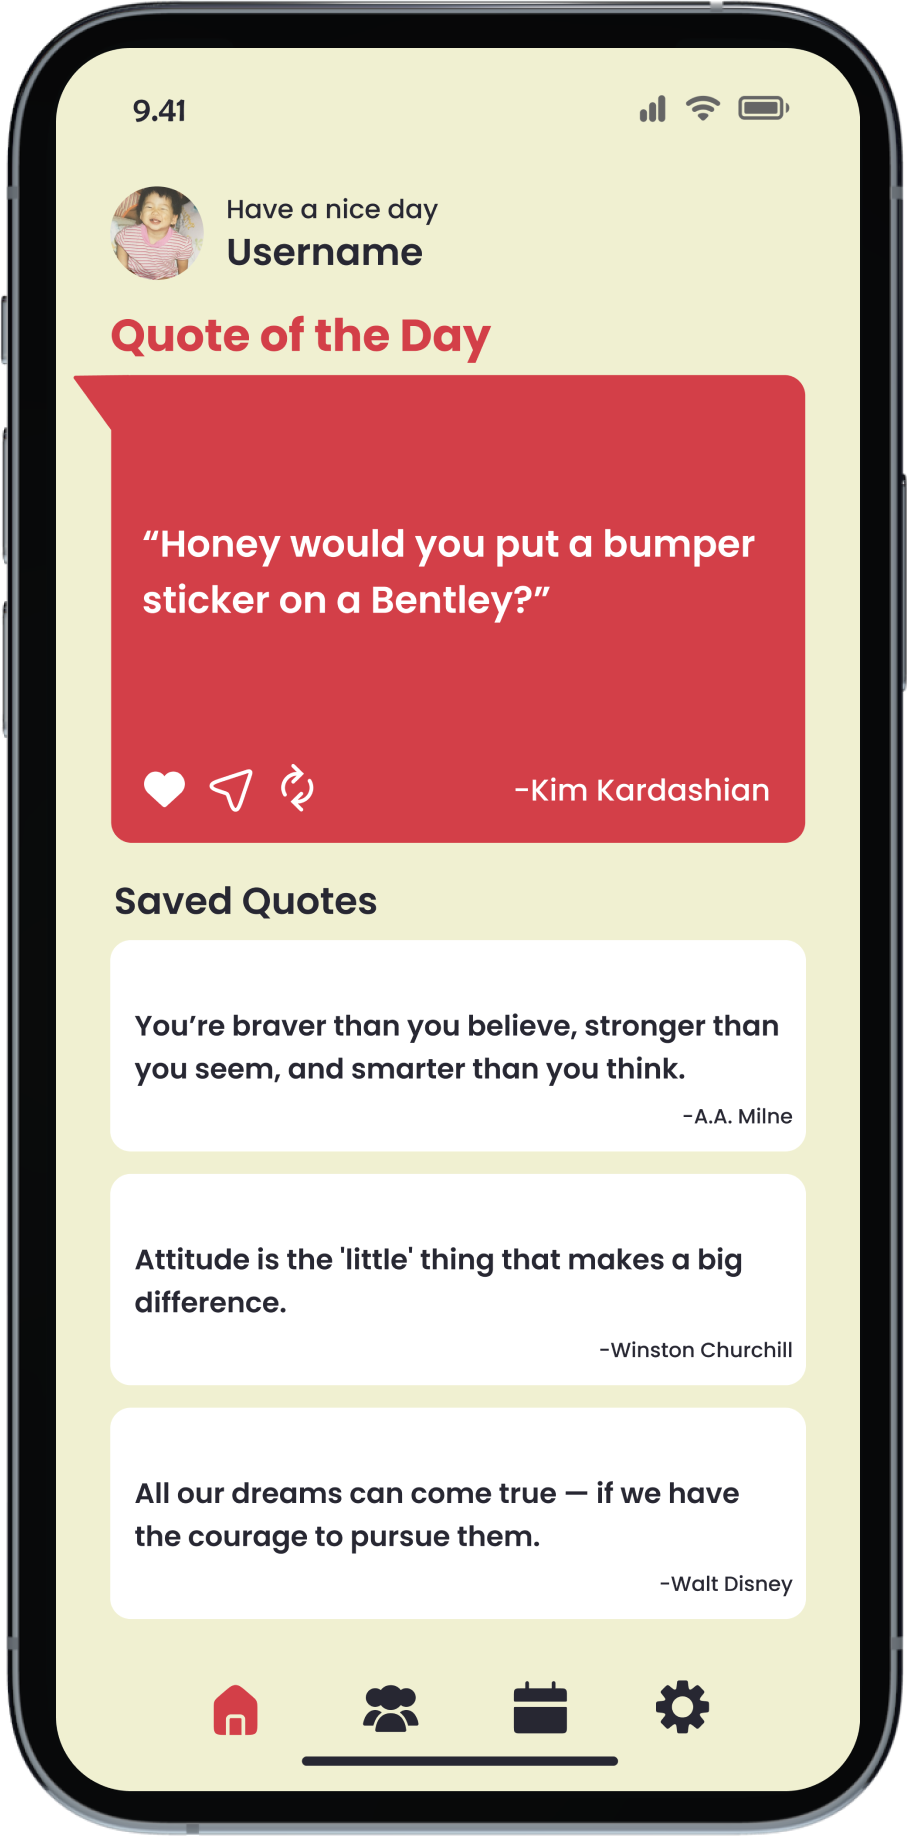 9.41
Have a nice day
Username
Quote of the Day
“Honey would you put a bumper
sticker on a Bentley?”
-Kim Kardashian
Saved Quotes
You’re braver than you believe, stronger than
you seem, and smarter than you think.
-A.A. Milne
Attitude is the 'little' thing that makes a big
difference.
-Winston Churchill
All our dreams can come true — if we have
the courage to pursue them.
-Walt Disney